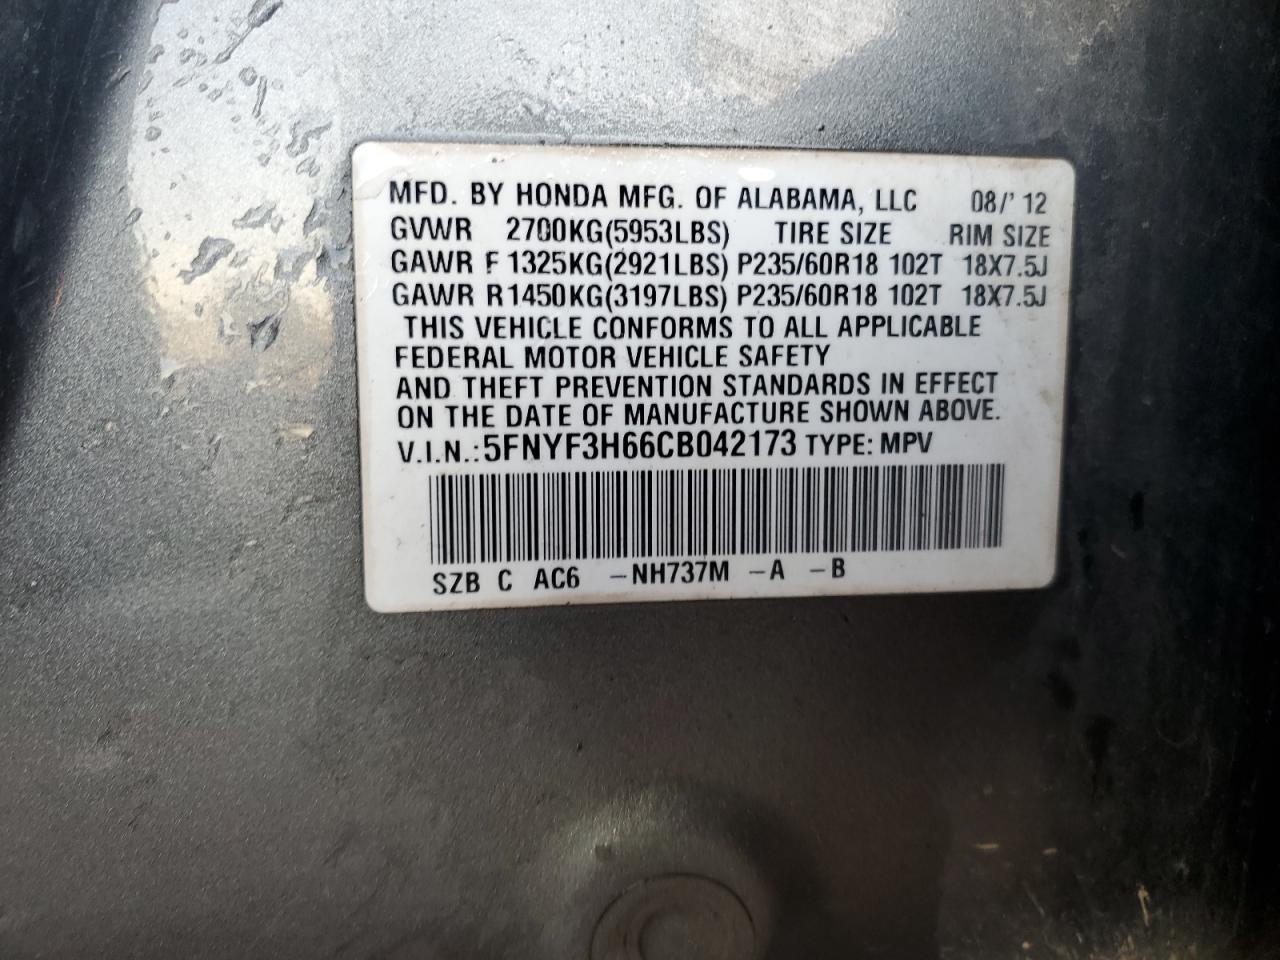 MFD. BY HONDA MFG. OF ALABAMA, LLC 08/' 12
GVWR 2700KG(5953LBS) TIRE SIZE RIM SIZE
GAWR F 1325KG(2921LBS) P235/60R18 102T 18X7.5J
GAWR R1450KG(3197LBS) P235/60R18 102T 18X7.5J
THIS VEHICLE CONFORMS TO ALL APPLICABLE
FEDERAL MOTOR VEHICLE SAFETY
AND THEFT PREVENTION STANDARDS IN EFFECT
ON THE DATE OF MANUFACTURE SHOWN ABOVE.
V.I.N.:5FNYF3H66CB042173 TYPE: MPV
SZB C AC6 -NH737M -A -B